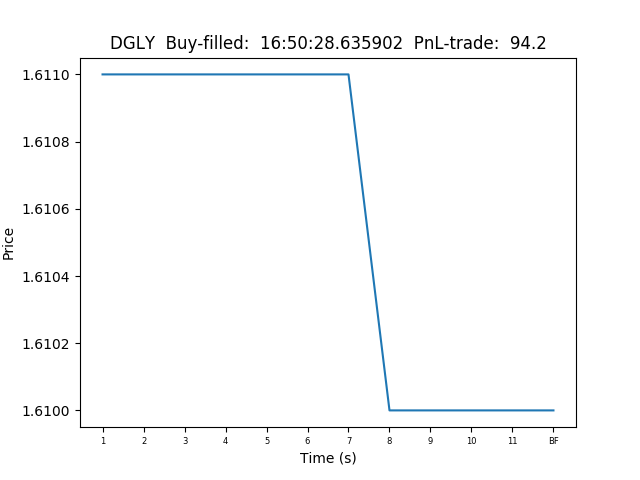 DGLY  Buy-filled:  16:50:28.635902  PnL-trade:  94.2
1.6110
1.6108
1.6106
1.6104
1.6102
1.6100
Price
1 2 3 4 5 6 7 8 9 10 11 BF
Time (s)